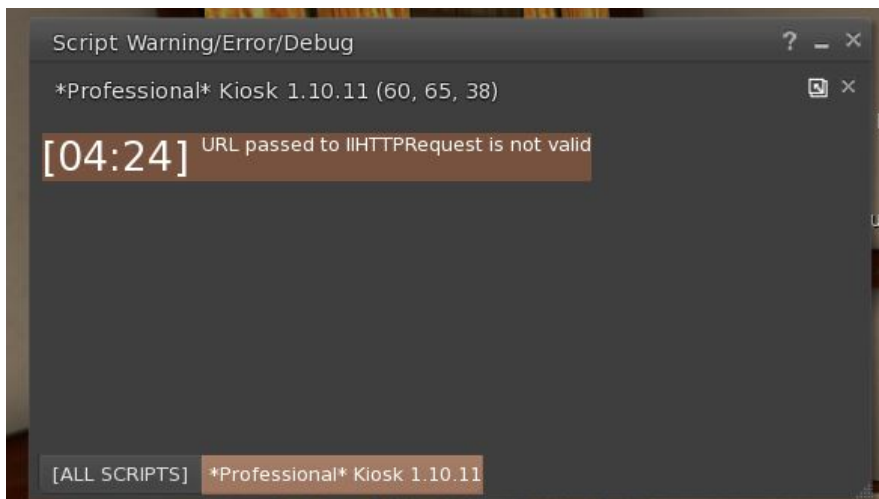 Script Warning/Error/Debug
*Professional* Kiosk 1.10.11 (60, 65, 38)
[04:24] URL passed to llHTTPRequest is not valid
[ALL SCRIPTS] *Professional* Kiosk 1.10.11